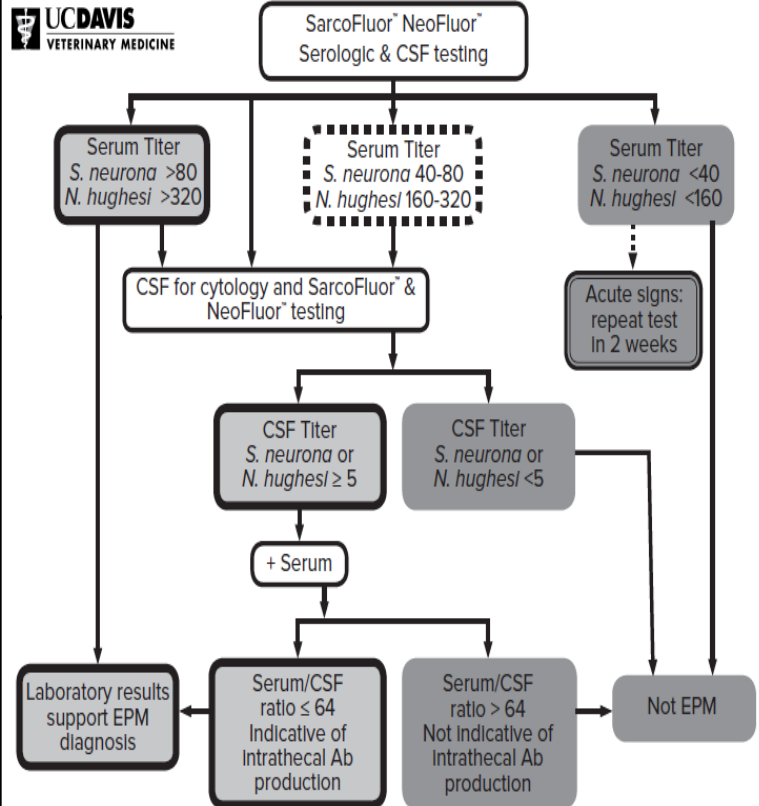 UCDAVIS
VETERINARY MEDICINE
SarcoFluor™ NeoFluor™
Serologic & CSF testing
Serum Titer
S. neurona >80
N. hughesi >320
Serum Titer
S. neurona 40-80
N. hughesI 160-320
Serum Titer
S. neurona <40
N. hughesI <160
CSF for cytology and SarcoFluor™ &
NeoFluor™ testing
Acute signs:
repeat test
In 2 weeks
CSF Titer
S. neurona or
N. hughesI ≥ 5
CSF Titer
S. neurona or
N. hughesI <5
+ Serum
Laboratory results
support EPM
diagnosis
Serum/CSF
ratio ≤ 64
Indicative of
Intrathecal Ab
production
Serum/CSF
ratio > 64
Not Indicative of
Intrathecal Ab
production
Not EPM